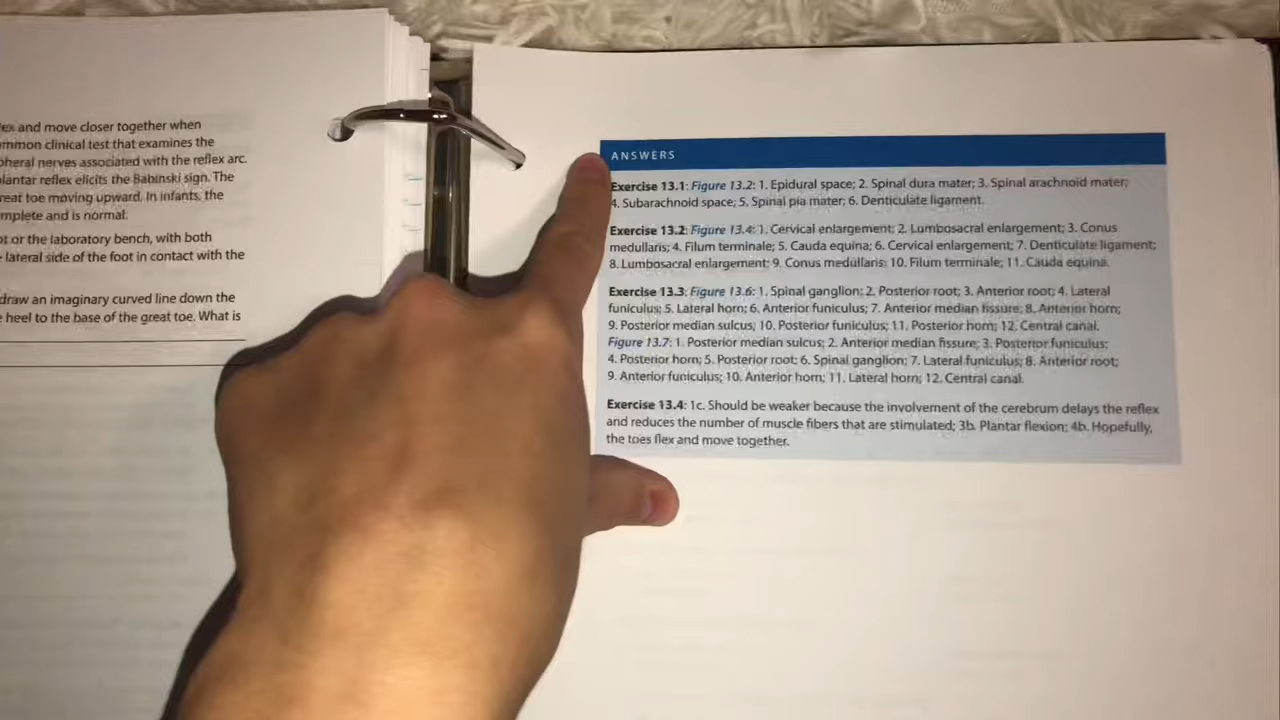 ex and move closer together when
mmon clinical test that examines the
pheral nerves associated with the reflex arc.
lantar reflex elicits the Babinski sign. The
reat toe moving upward. In infants, the
mplete and is normal.
ot or the laboratory bench, with both
lateral side of the foot in contact with the
draw an imaginary curved line down the
heel to the base of the great toe. What is
ANSWERS
Exercise 13.1: Figure 13.2: 1. Epidural space; 2. Spinal dura mater; 3. Spinal arachnoid mater;
4. Subarachnoid space; 5. Spinal pia mater; 6. Denticulate ligament.
Exercise 13.2: Figure 13.4: 1. Cervical enlargement; 2. Lumbosacral enlargement; 3. Conus
medullaris; 4. Filum terminale; 5. Cauda equina; 6. Cervical enlargement; 7. Denticulate ligament;
8. Lumbosacral enlargement; 9. Conus medullaris; 10. Filum terminale; 11. Cauda equina.
Exercise 13.3: Figure 13.6: 1. Spinal ganglion; 2. Posterior root; 3. Anterior root; 4. Lateral
funiculus; 5. Lateral horn; 6. Anterior funiculus; 7. Anterior median fissure; 8. Anterior horn;
9. Posterior median sulcus; 10. Posterior funiculus; 11. Posterior horn; 12. Central canal.
Figure 13.7: 1. Posterior median sulcus; 2. Anterior median fissure; 3. Posterior funiculus;
4. Posterior horn; 5. Posterior root; 6. Spinal ganglion; 7. Lateral funiculus; 8. Anterior root;
9. Anterior funiculus; 10. Anterior horn; 11. Lateral horn; 12. Central canal.
Exercise 13.4: 1c. Should be weaker because the involvement of the cerebrum delays the reflex
and reduces the number of muscle fibers that are stimulated; 3b. Plantar flexion; 4b. Hopefully,
the toes flex and move together.